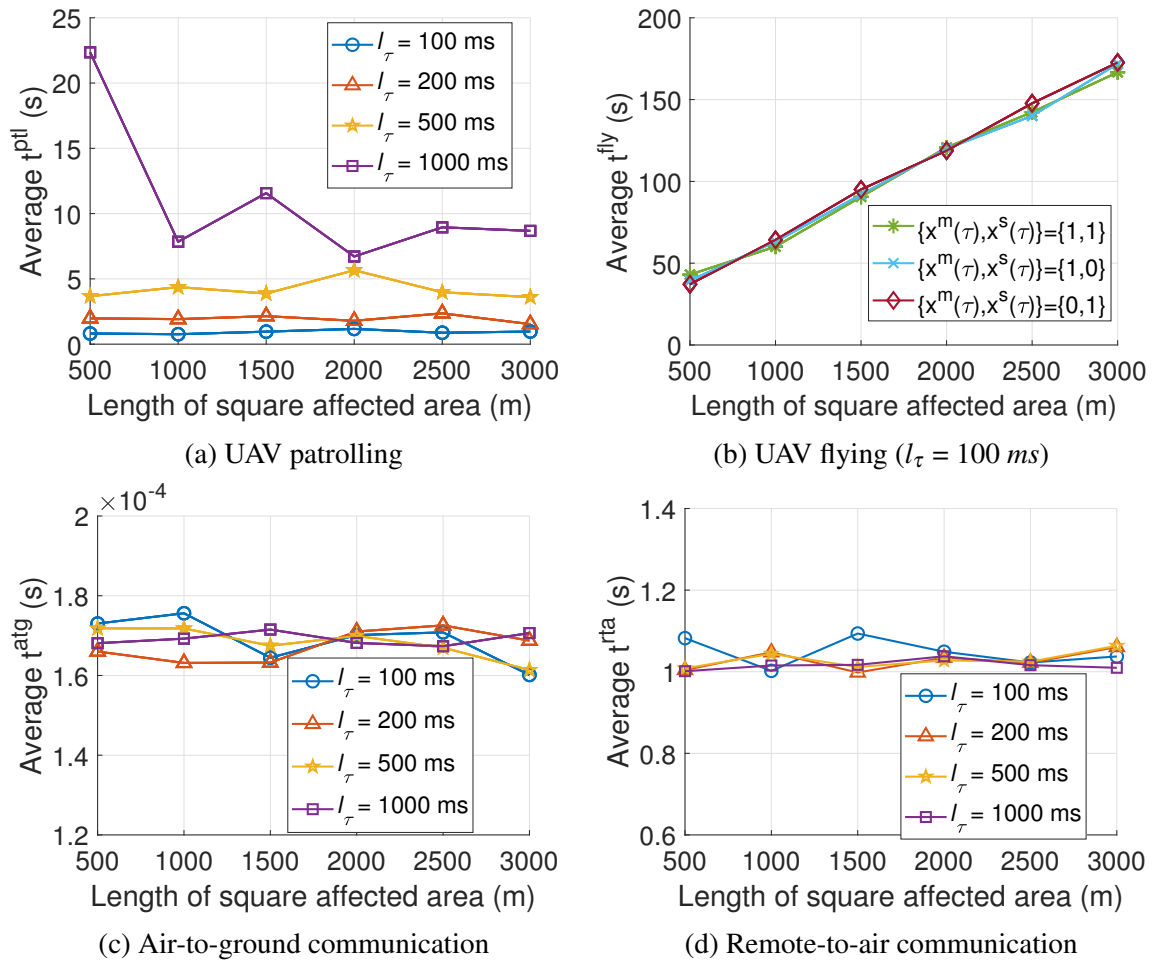 25
20
15
10
5
0
Average t^ptl (s)
l_τ = 100 ms
l_τ = 200 ms
l_τ = 500 ms
l_τ = 1000 ms
500 1000 1500 2000 2500 3000
Length of square affected area (m)
(a) UAV patrolling
200
150
100
50
0
Average t^fly (s)
{x^m(τ),x^s(τ)}={1,1}
{x^m(τ),x^s(τ)}={1,0}
{x^m(τ),x^s(τ)}={0,1}
500 1000 1500 2000 2500 3000
Length of square affected area (m)
(b) UAV flying (l_τ = 100 ms)
×10^-4
2
1.8
1.6
1.4
1.2
Average t^atg (s)
l_τ = 100 ms
l_τ = 200 ms
l_τ = 500 ms
l_τ = 1000 ms
500 1000 1500 2000 2500 3000
Length of square affected area (m)
(c) Air-to-ground communication
1.4
1.2
1
0.8
0.6
Average t^rta (s)
l_τ = 100 ms
l_τ = 200 ms
l_τ = 500 ms
l_τ = 1000 ms
500 1000 1500 2000 2500 3000
Length of square affected area (m)
(d) Remote-to-air communication